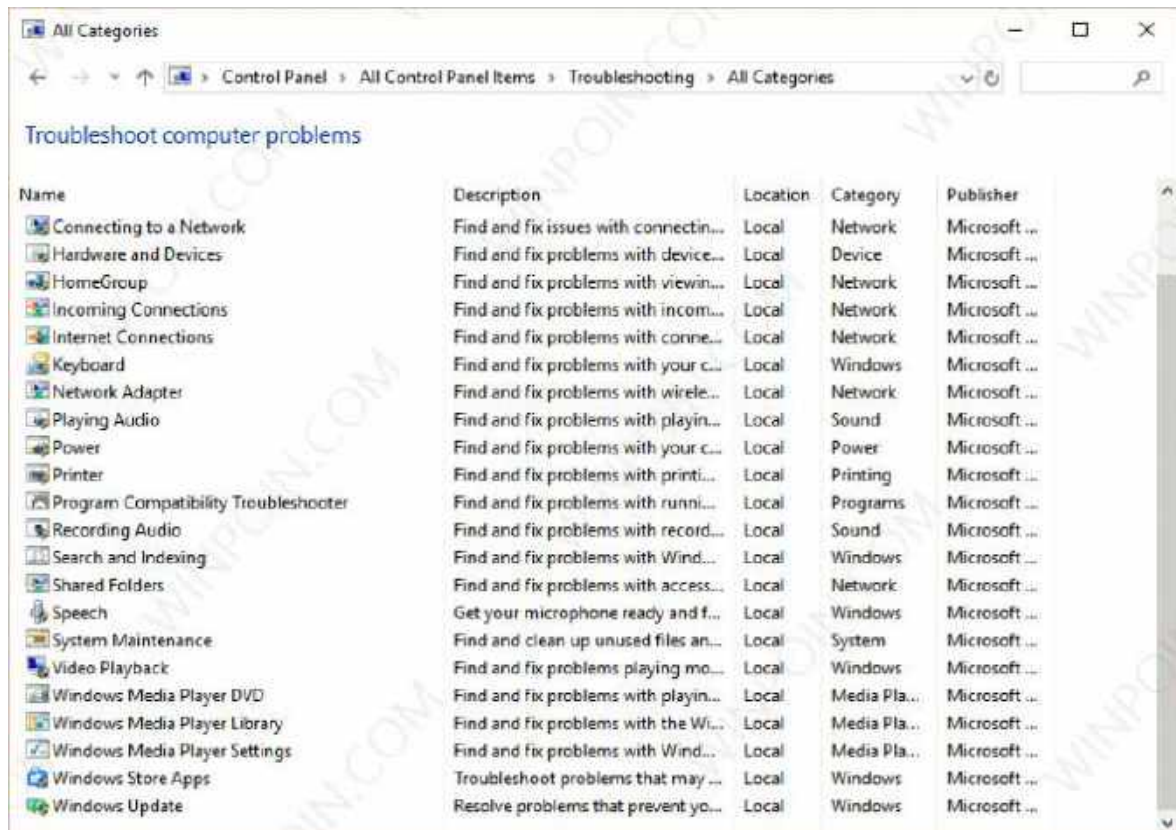 All Categories
Control Panel > All Control Panel Items > Troubleshooting > All Categories
Troubleshoot computer problems
Name Description Location Category Publisher
Connecting to a Network Find and fix issues with connectin... Local Network Microsoft ...
Hardware and Devices Find and fix problems with device... Local Device Microsoft ...
HomeGroup Find and fix problems with viewin... Local Network Microsoft ...
Incoming Connections Find and fix problems with incom... Local Network Microsoft ...
Internet Connections Find and fix problems with conne... Local Network Microsoft ...
Keyboard Find and fix problems with your c... Local Windows Microsoft ...
Network Adapter Find and fix problems with wirele... Local Network Microsoft ...
Playing Audio Find and fix problems with playin... Local Sound Microsoft ...
Power Find and fix problems with your c... Local Power Microsoft ...
Printer Find and fix problems with printi... Local Printing Microsoft ...
Program Compatibility Troubleshooter Find and fix problems with runni... Local Programs Microsoft ...
Recording Audio Find and fix problems with record... Local Sound Microsoft ...
Search and Indexing Find and fix problems with Wind... Local Windows Microsoft ...
Shared Folders Find and fix problems with access... Local Network Microsoft ...
Speech Get your microphone ready and f... Local Windows Microsoft ...
System Maintenance Find and clean up unused files an... Local System Microsoft ...
Video Playback Find and fix problems playing mo... Local Windows Microsoft ...
Windows Media Player DVD Find and fix problems with playin... Local Media Pla... Microsoft ...
Windows Media Player Library Find and fix problems with the Wi... Local Media Pla... Microsoft ...
Windows Media Player Settings Find and fix problems with Wind... Local Media Pla... Microsoft ...
Windows Store Apps Troubleshoot problems that may ... Local Windows Microsoft ...
Windows Update Resolve problems that prevent yo... Local Windows Microsoft ...
WINPOIN.COM